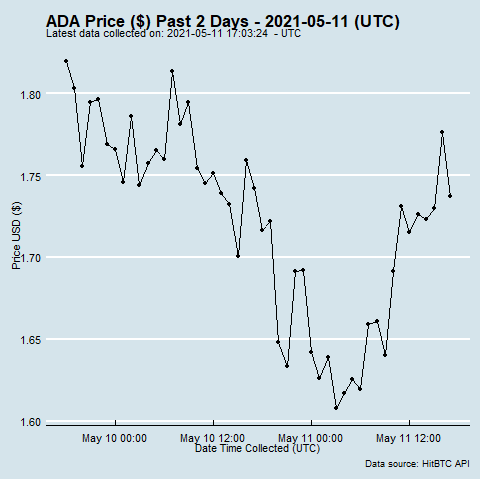 ADA Price ($) Past 2 Days - 2021-05-11 (UTC)
Latest data collected on: 2021-05-11 17:03:24 - UTC
1.80
1.75
1.70
1.65
1.60
Price USD ($)
May 10 00:00
May 10 12:00
May 11 00:00
May 11 12:00
Date Time Collected (UTC)
Data source: HitBTC API